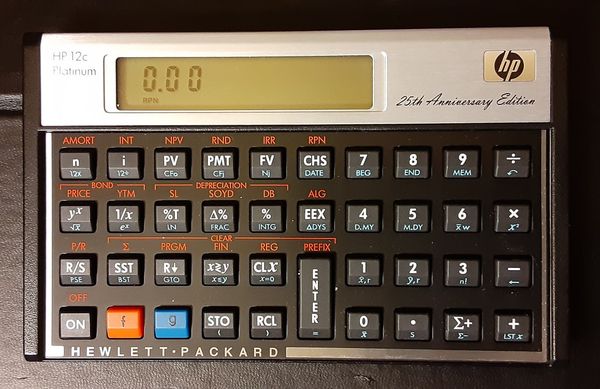 HP 12c
Platinum
0.00
RPN
hp
25th Anniversary Edition
AMORT INT NPV RND IRR RPN
n i PV PMT FV CHS 7 8 9 ÷
12x 12÷ CFo CFj Nj DATE BEG END MEM
BOND DEPRECIATION
PRICE YTM SL SOYD DB ALG
yx 1/x %T Δ% % EEX 4 5 6 ×
√x ex LN FRAC INTG ΔDYS D.MY M.DY x̄w x²
CLEAR
P/R Σ PRGM FIN REG PREFIX
R/S SST R↓ x≷y CLX ENTER 1 2 3 −
PSE BST GTO x≤y x=0 = x̂,r ŷ,r n! ←
OFF
ON f g STO RCL 0 · Σ+ +
( ) x̄ s Σ− LST x
HEWLETT·PACKARD